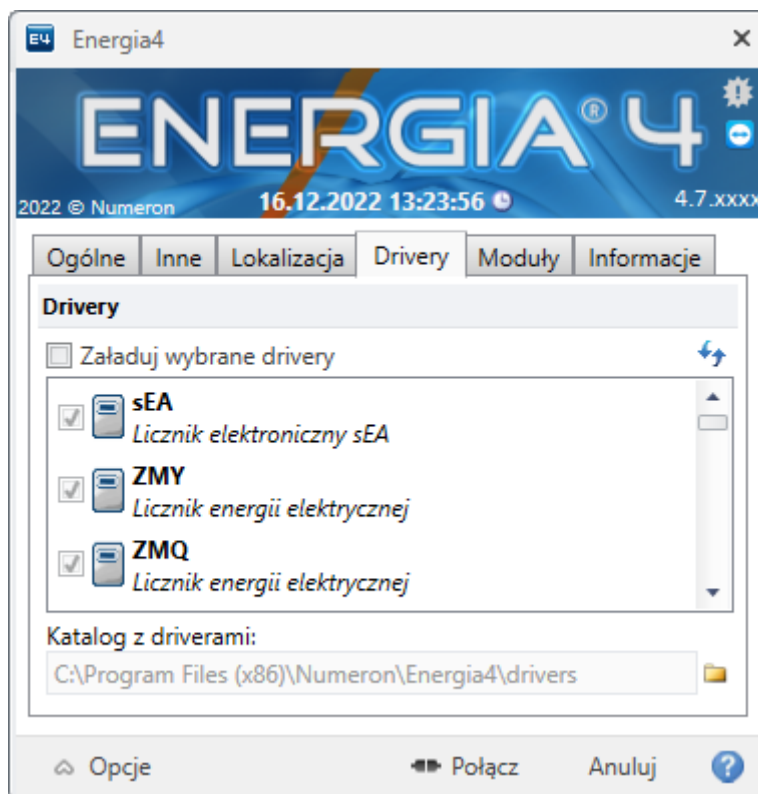 E4 Energia4
ENERGIA®4
2022 © Numeron 16.12.2022 13:23:56 4.7.xxxx
Ogólne Inne Lokalizacja Drivery Moduły Informacje
Drivery
Załaduj wybrane drivery
sEA
Licznik elektroniczny sEA
ZMY
Licznik energii elektrycznej
ZMQ
Licznik energii elektrycznej
Katalog z driverami:
C:\Program Files (x86)\Numeron\Energia4\drivers
Opcje Połącz Anuluj ?